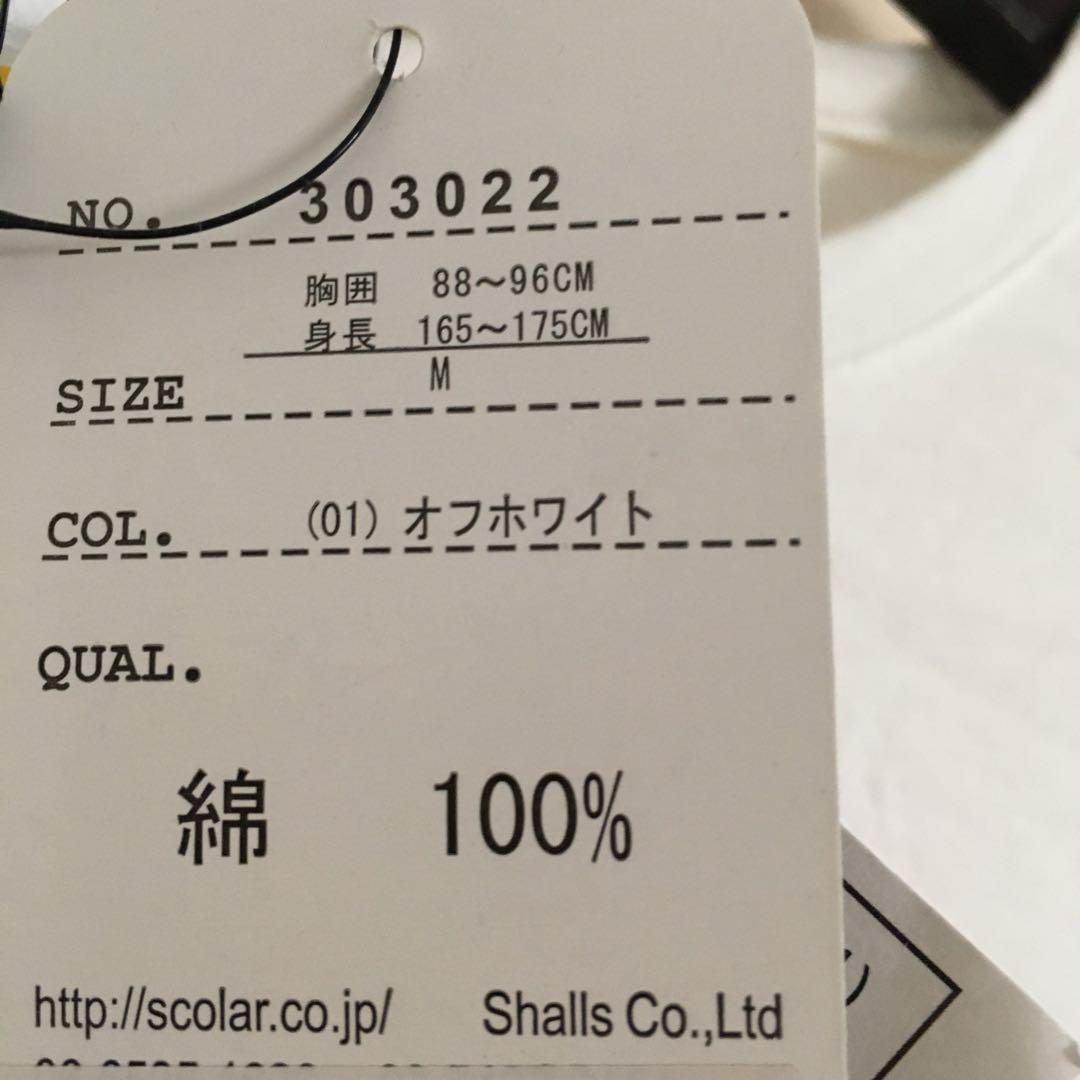 NO. 303022
胸囲 88～96CM
身長 165～175CM
SIZE M
COL. (01) オフホワイト
QUAL.
綿 100%
http://scolar.co.jp/ Shalls Co.,Ltd